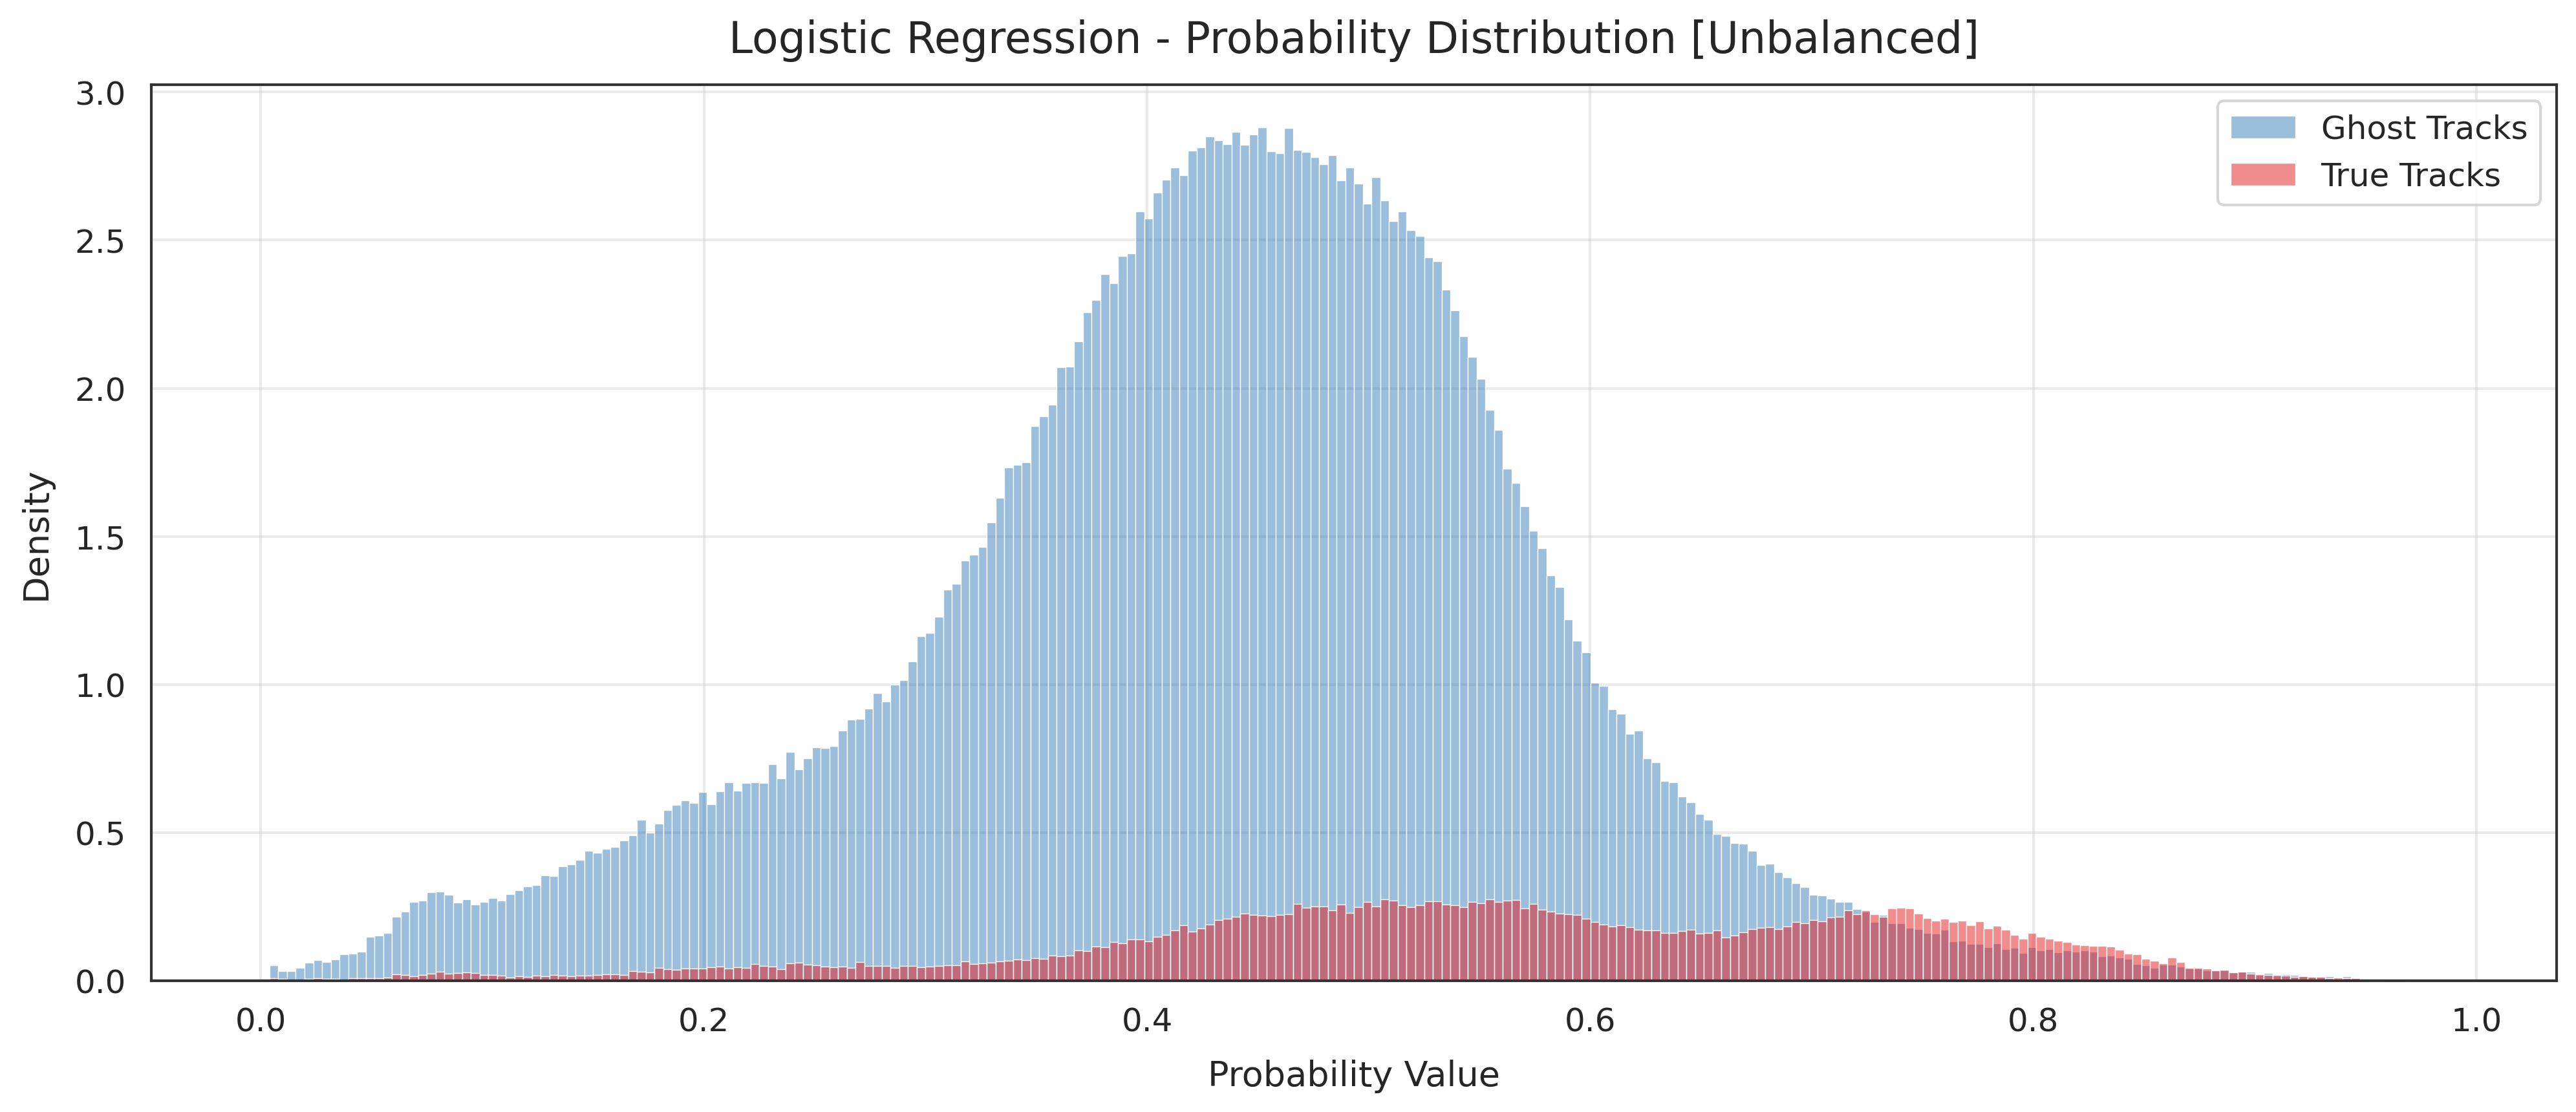 Logistic Regression - Probability Distribution [Unbalanced]
3.0
2.5
2.0
1.5
1.0
0.5
0.0
Density
Ghost Tracks
True Tracks
0.0 0.2 0.4 0.6 0.8 1.0
Probability Value